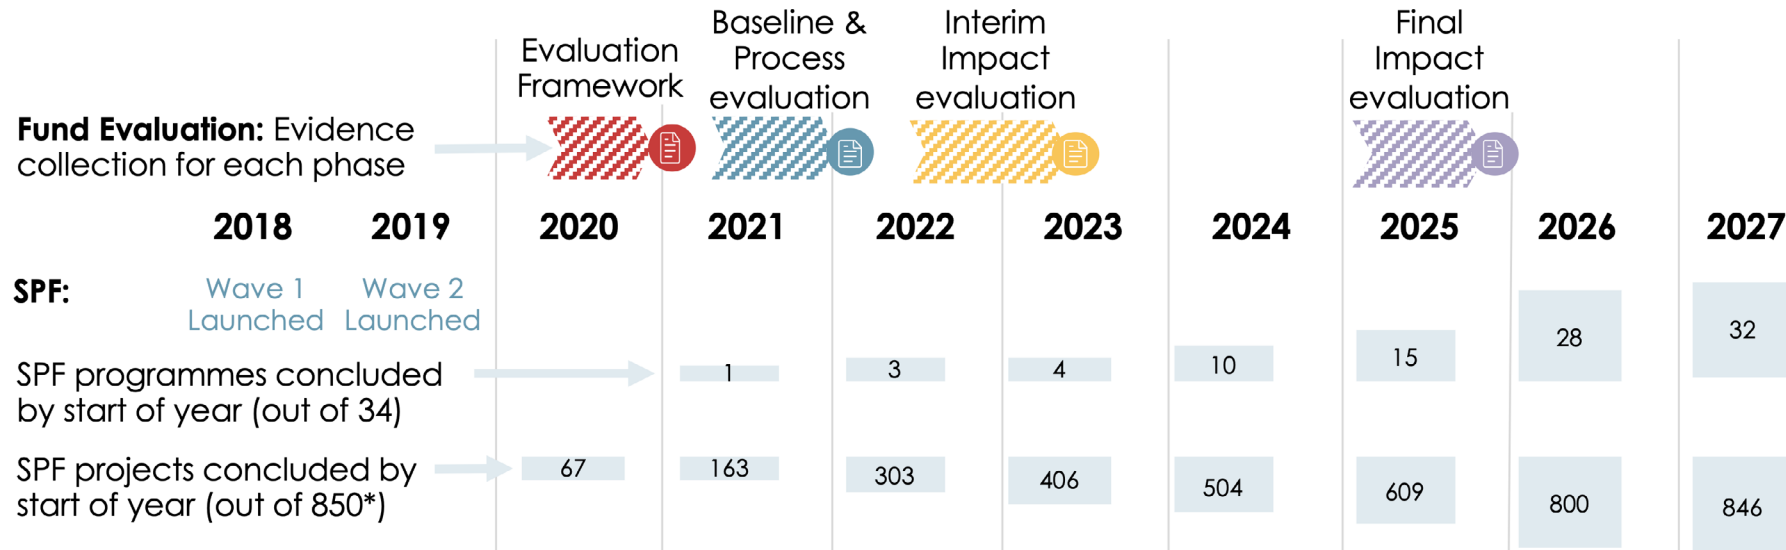 Evaluation
Framework
Baseline &
Process
evaluation
Interim
Impact
evaluation
Final
Impact
evaluation
Fund Evaluation: Evidence
collection for each phase
2018 2019 2020 2021 2022 2023 2024 2025 2026 2027
SPF:
Wave 1
Launched
Wave 2
Launched
SPF programmes concluded
by start of year (out of 34)
1 3 4 10 15 28 32
SPF projects concluded by
start of year (out of 850*)
67 163 303 406 504 609 800 846